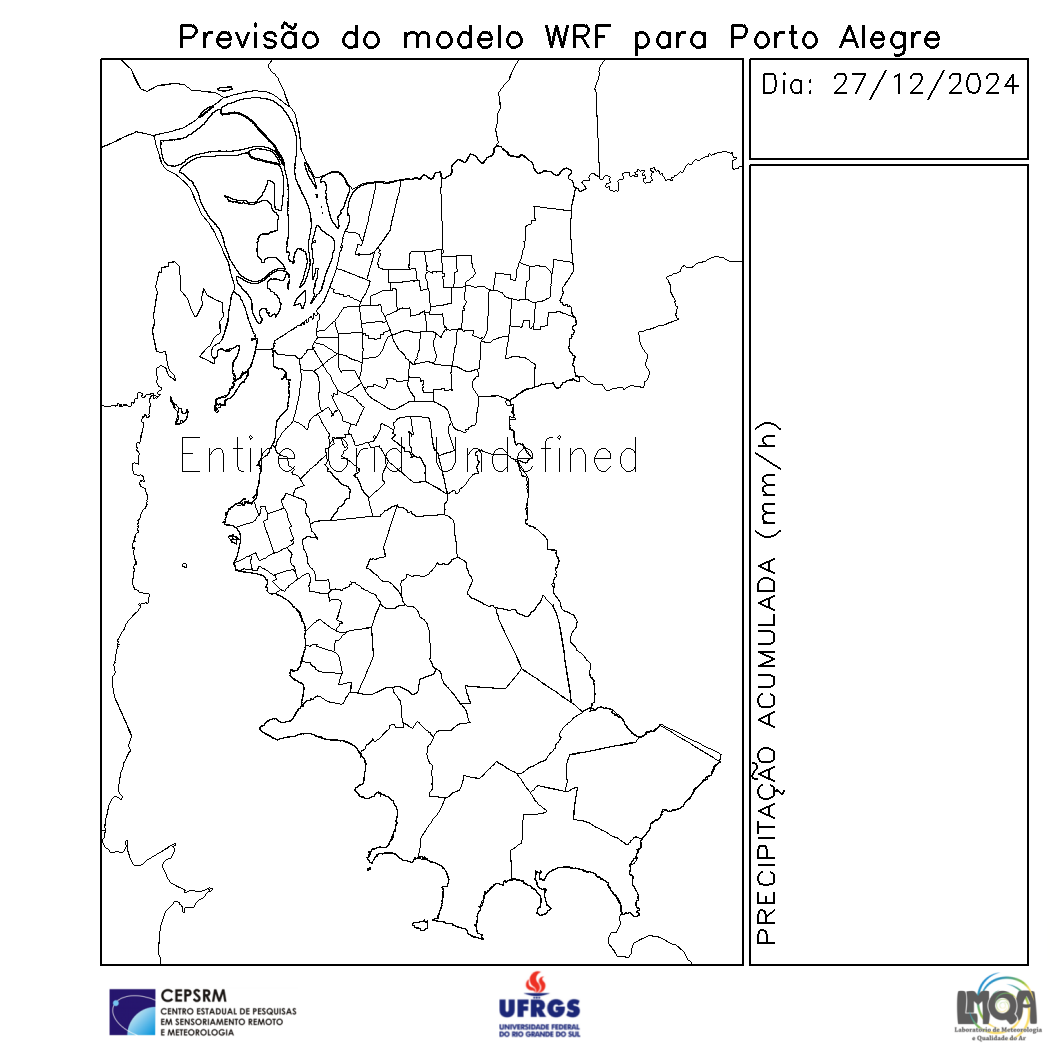 Previsão do modelo WRF para Porto Alegre
Dia: 27/12/2024
Entire Grid Undefined
PRECIPITAÇÃO ACUMULADA (mm/h)
CEPSRM
CENTRO ESTADUAL DE PESQUISAS
EM SENSORIAMENTO REMOTO
E METEOROLOGIA
UFRGS
UNIVERSIDADE FEDERAL
DO RIO GRANDE DO SUL
LMQA
Laboratório de Meteorologia
e Qualidade do Ar